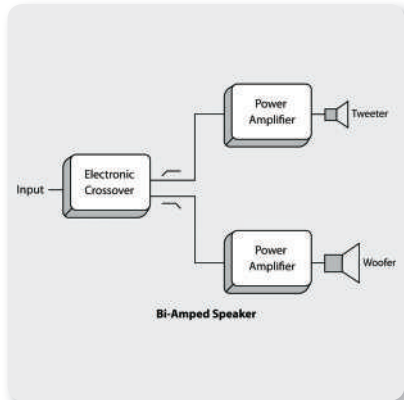 Power
Amplifier
Tweeter
Electronic
Crossover
Input
Power
Amplifier
Woofer
Bi-Amped Speaker